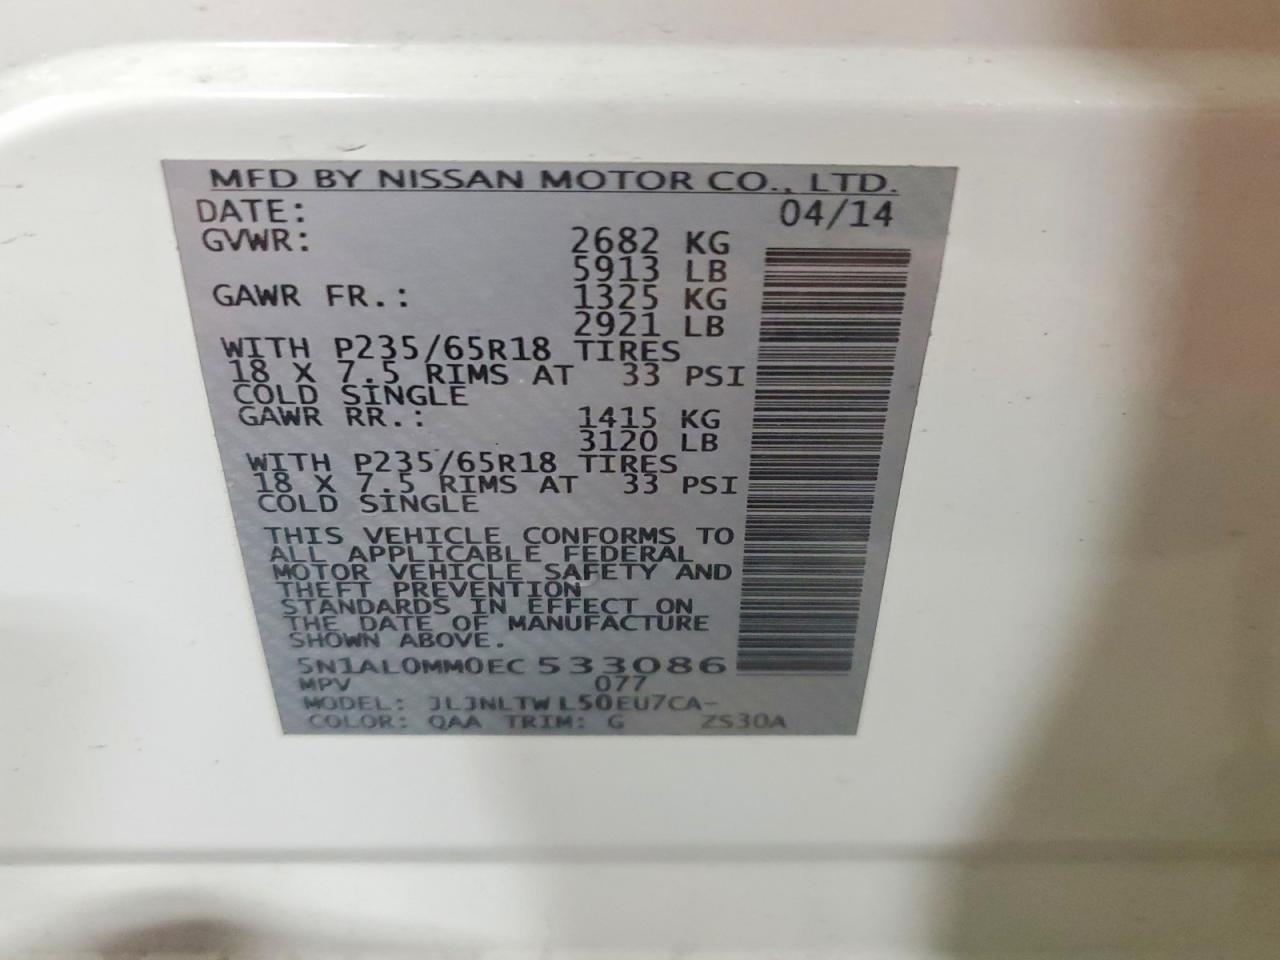 MFD BY NISSAN MOTOR CO., LTD.
DATE: 04/14
GVWR: 2682 KG
5913 LB
GAWR FR.: 1325 KG
2921 LB
WITH P235/65R18 TIRES
18 X 7.5 RIMS AT 33 PSI
COLD SINGLE
GAWR RR.: 1415 KG
3120 LB
WITH P235/65R18 TIRES
18 X 7.5 RIMS AT 33 PSI
COLD SINGLE
THIS VEHICLE CONFORMS TO
ALL APPLICABLE FEDERAL
MOTOR VEHICLE SAFETY AND
THEFT PREVENTION
STANDARDS IN EFFECT ON
THE DATE OF MANUFACTURE
SHOWN ABOVE.
5N1AL0MM0EC 533086
MPV 077
MODEL: JLJNLTW L50EU7CA-
COLOR: QAA TRIM: G ZS30A